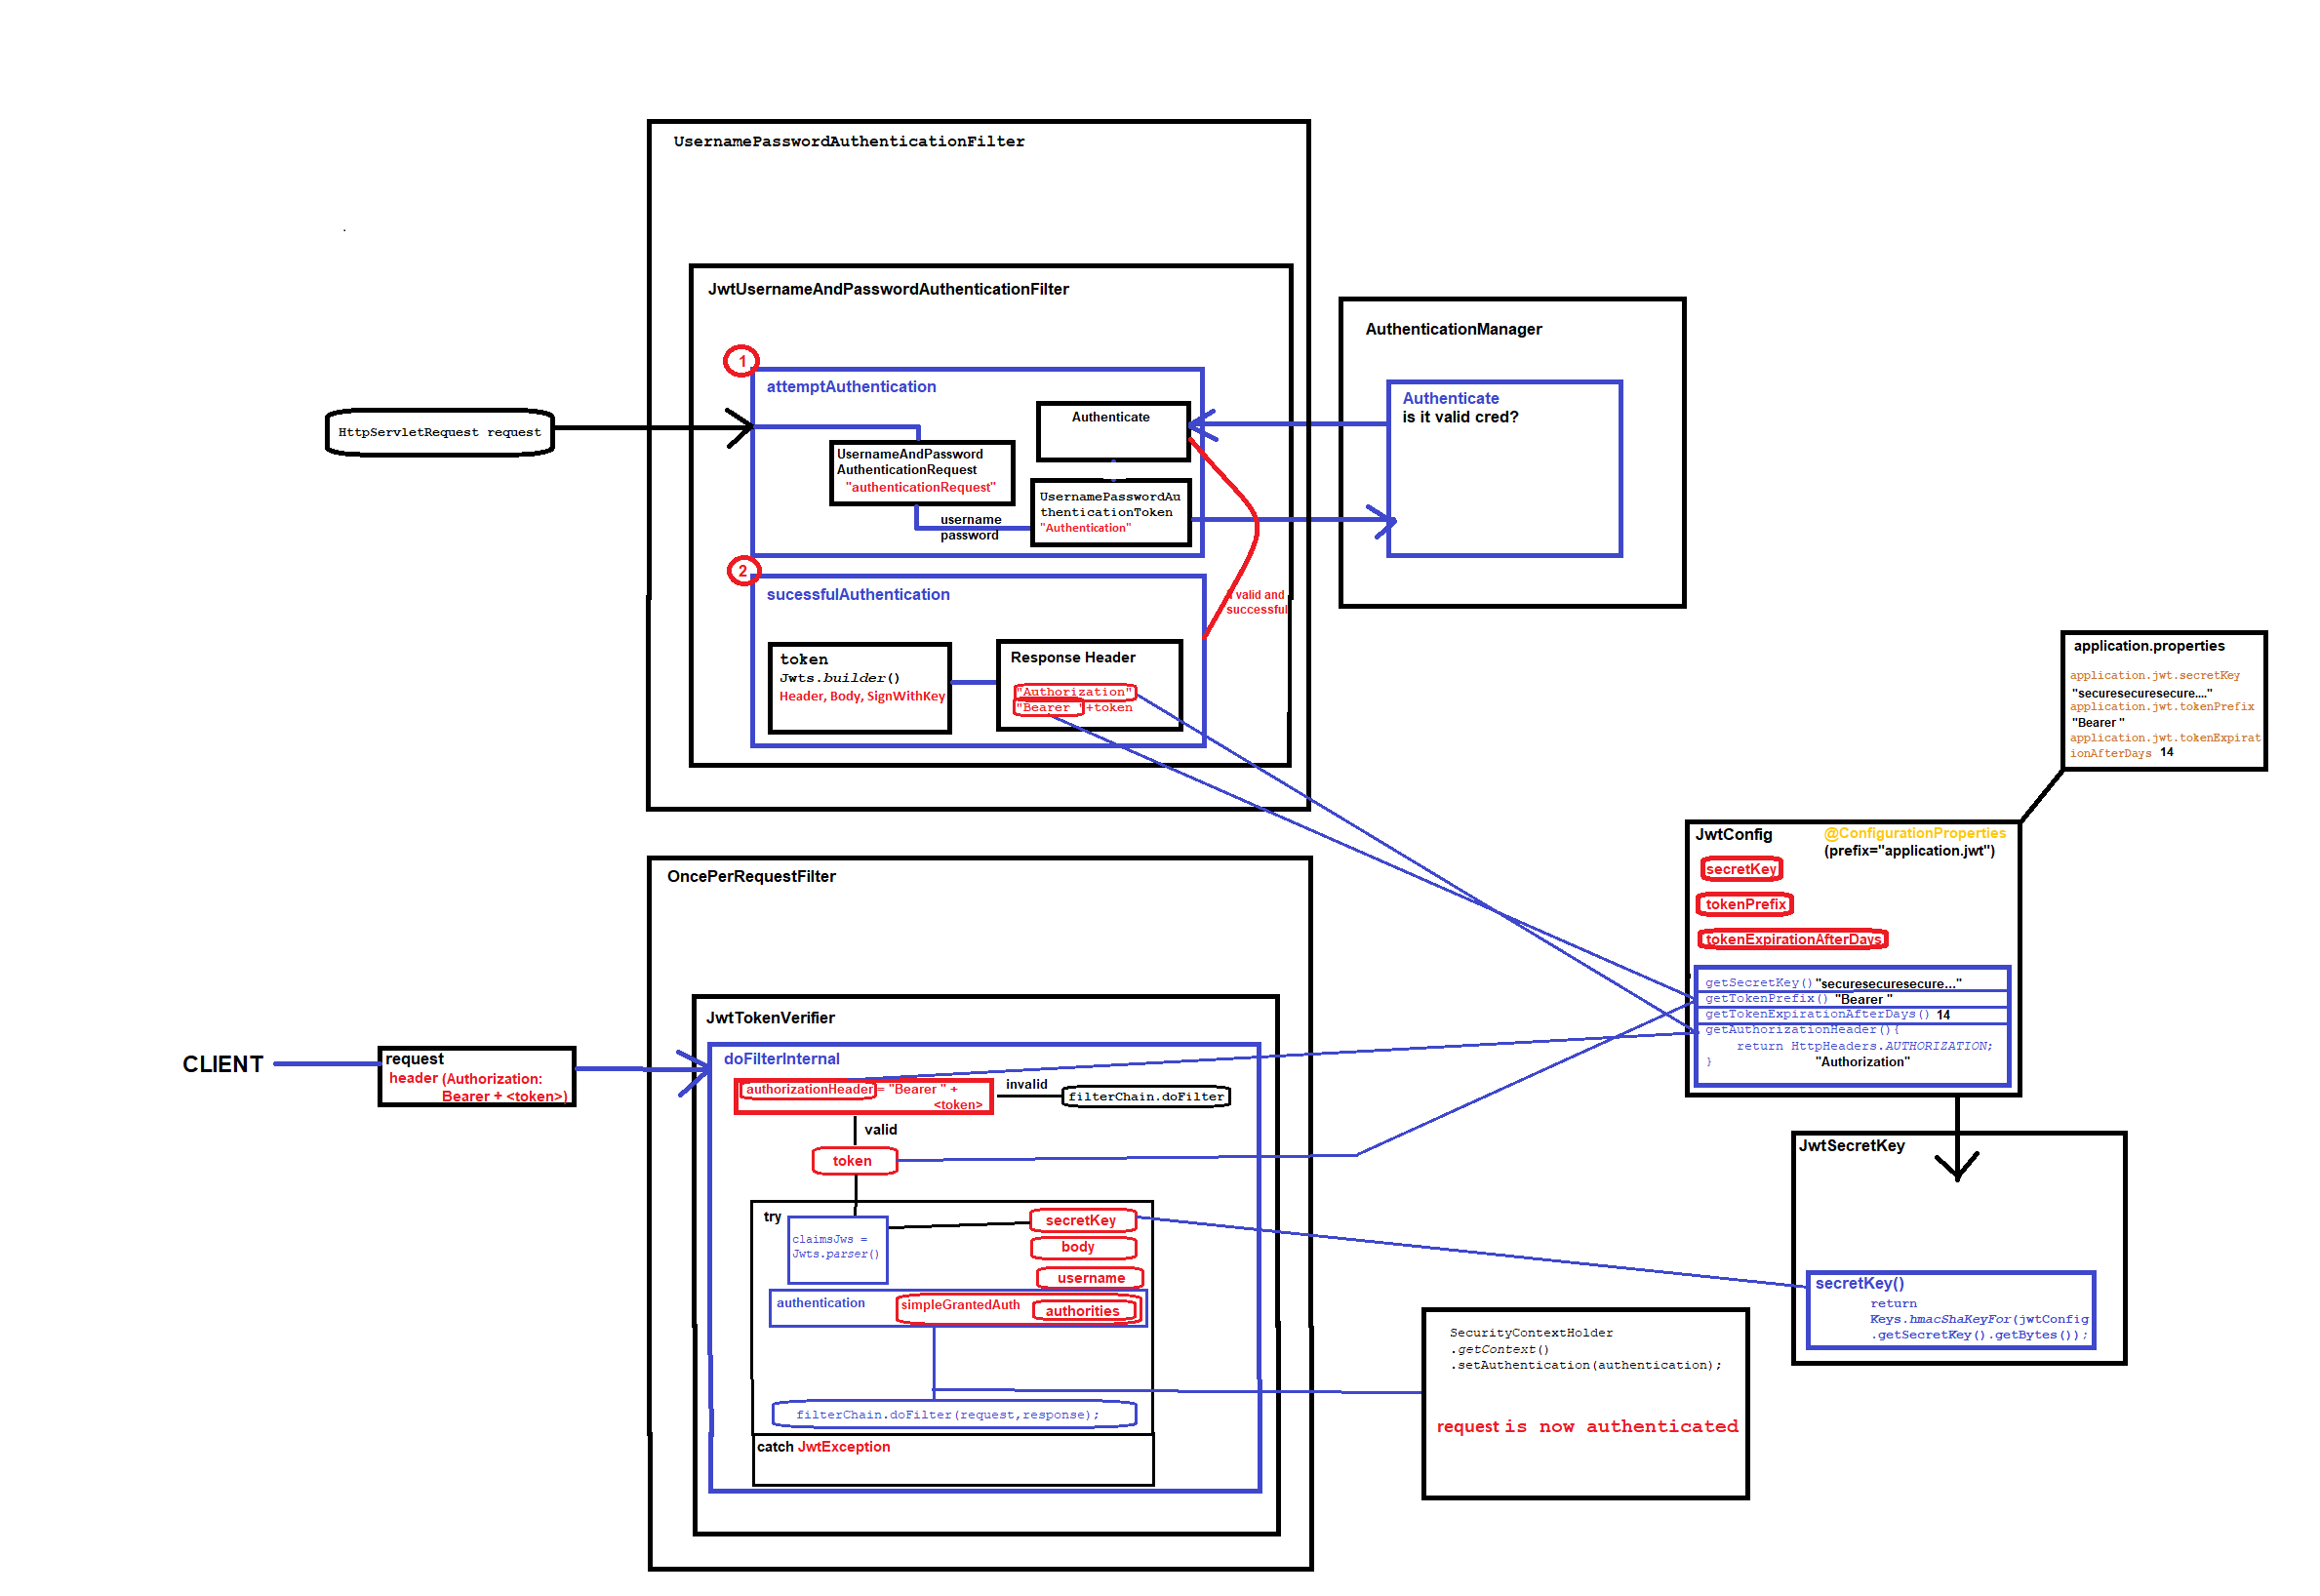 UsernamePasswordAuthenticationFilter
JwtUsernameAndPasswordAuthenticationFilter
1
attemptAuthentication
HttpServletRequest request
UsernameAndPassword
AuthenticationRequest
"authenticationRequest"
username
password
Authenticate
UsernamePasswordAu
thenticationToken
"Authentication"
AuthenticationManager
Authenticate
is it valid cred?
2
sucessfulAuthentication
valid and
successful
token
Jwts.builder()
Header, Body, SignWithKey
Response Header
"Authorization"
"Bearer "+token
application.properties
application.jwt.secretKey
"securesecuresecure...."
application.jwt.tokenPrefix
"Bearer "
application.jwt.tokenExpirat
ionAfterDays 14
JwtConfig
@ConfigurationProperties
(prefix="application.jwt")
secretKey
tokenPrefix
tokenExpirationAfterDays
getSecretKey() "securesecuresecure..."
getTokenPrefix() "Bearer "
getTokenExpirationAfterDays() 14
getAuthorizationHeader(){
return HttpHeaders.AUTHORIZATION;
} "Authorization"
JwtSecretKey
secretKey()
return
Keys.hmacShaKeyFor(jwtConfig
.getSecretKey().getBytes());
OncePerRequestFilter
JwtTokenVerifier
CLIENT
request
header (Authorization:
Bearer + <token>)
doFilterInternal
authorizationHeader = "Bearer " +
<token>
invalid
filterChain.doFilter
valid
token
try
claimsJws =
Jwts.parser()
secretKey
body
username
authentication
simpleGrantedAuth
authorities
filterChain.doFilter(request,response);
catch JwtException
SecurityContextHolder
.getContext()
.setAuthentication(authentication);
request is now authenticated